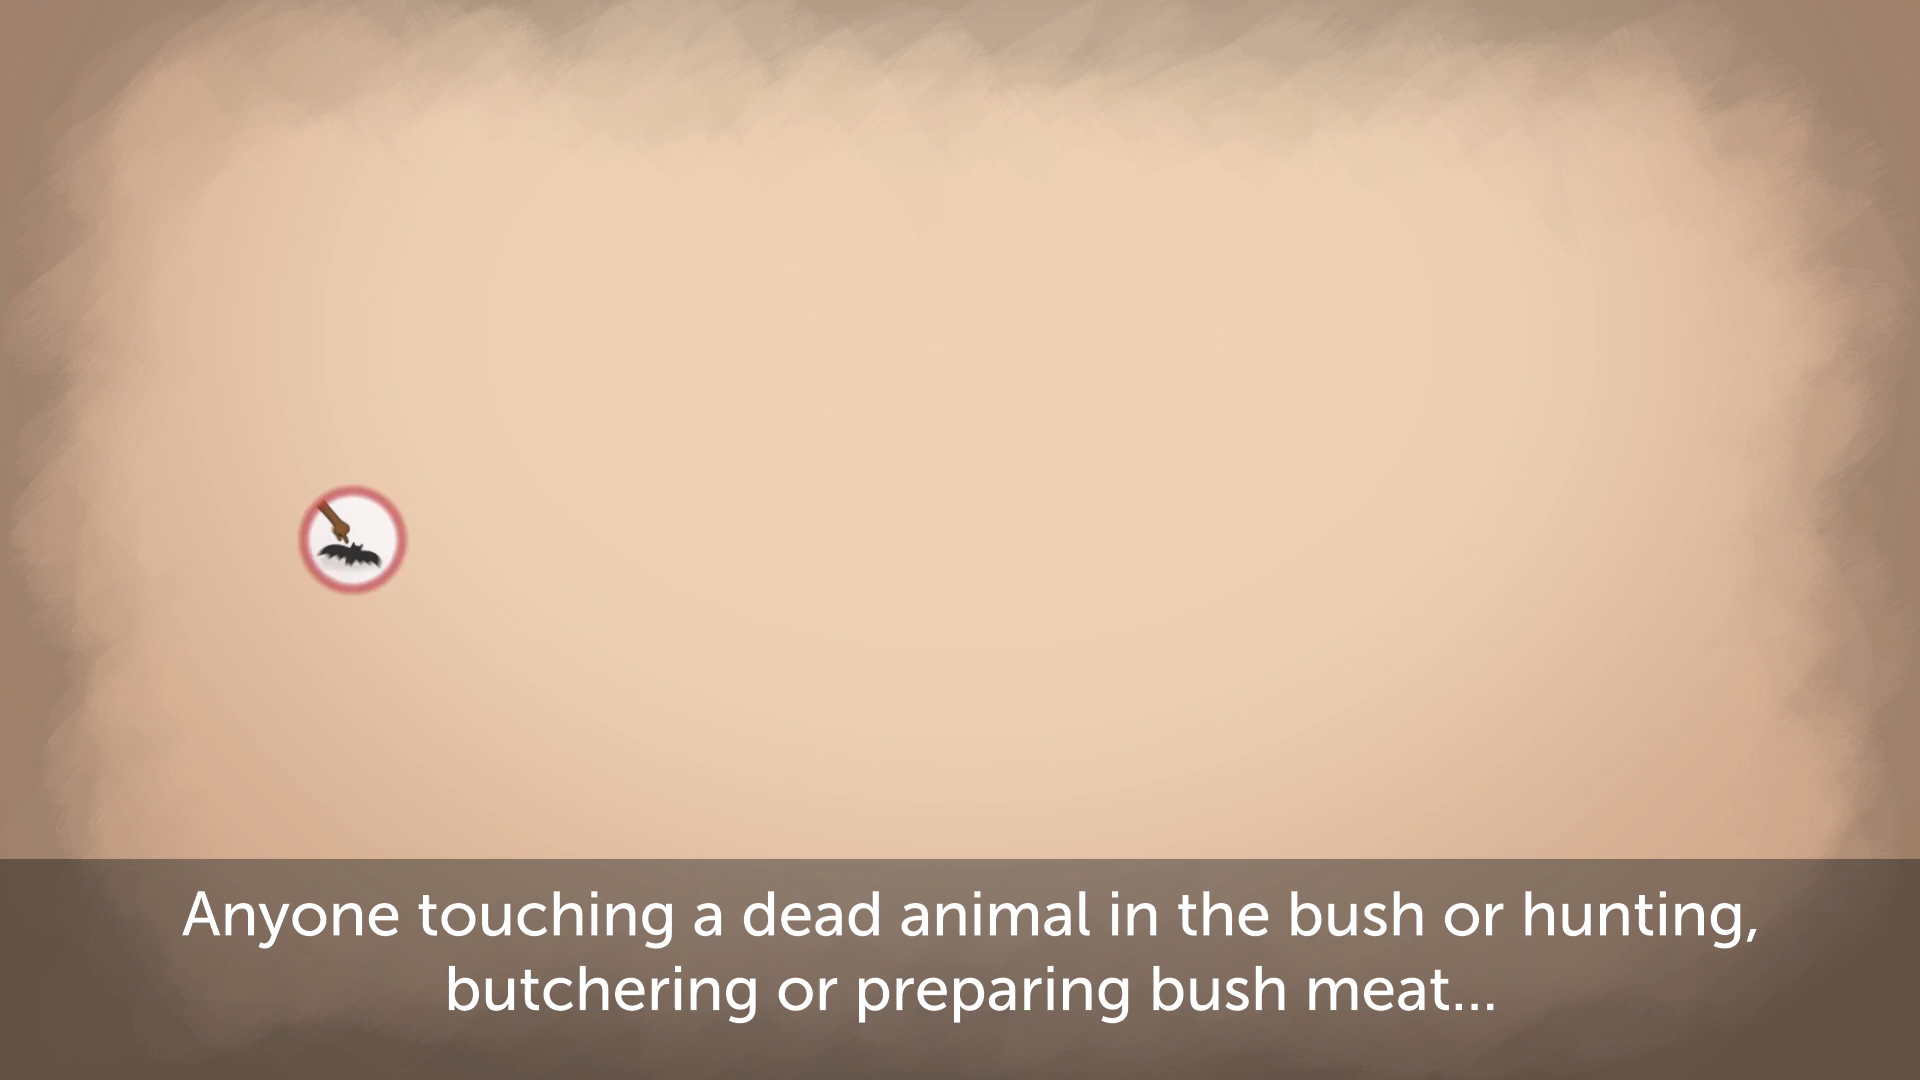 Anyone touching a dead animal in the bush or hunting,
butchering or preparing bush meat...